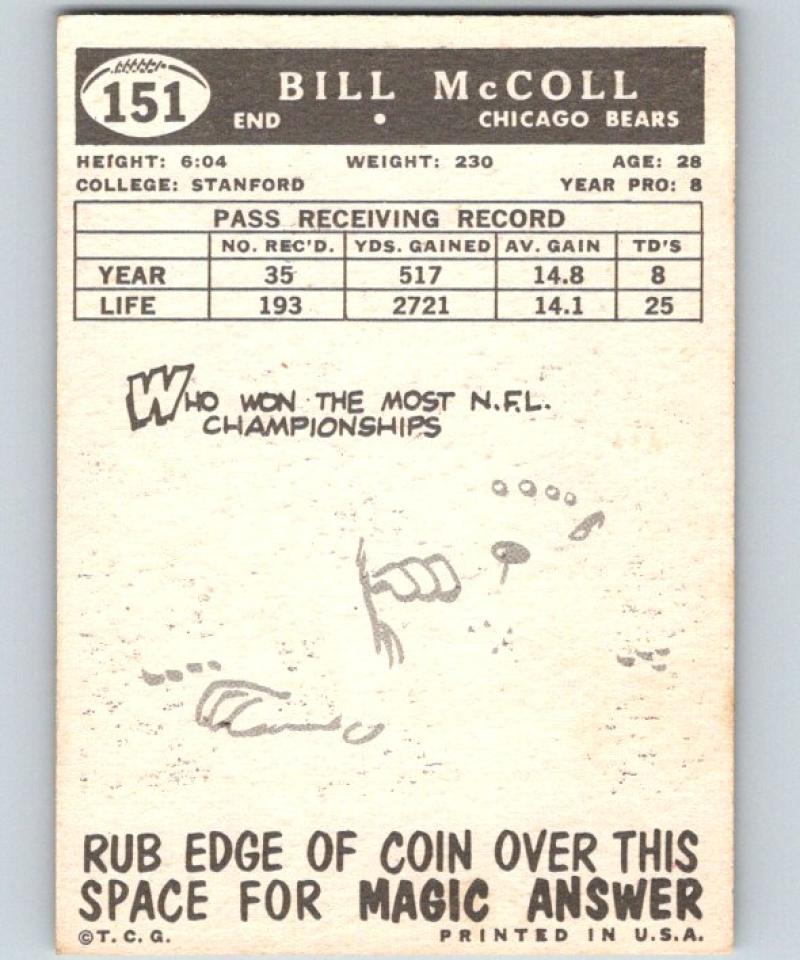 151
BILL McCOLL
END • CHICAGO BEARS
HEIGHT: 6:04 WEIGHT: 230 AGE: 28
COLLEGE: STANFORD YEAR PRO: 8
PASS RECEIVING RECORD
NO. REC'D. YDS. GAINED AV. GAIN TD'S
YEAR 35 517 14.8 8
LIFE 193 2721 14.1 25
WHO WON THE MOST N.F.L.
CHAMPIONSHIPS
RUB EDGE OF COIN OVER THIS
SPACE FOR MAGIC ANSWER
©T.C.G. PRINTED IN U.S.A.